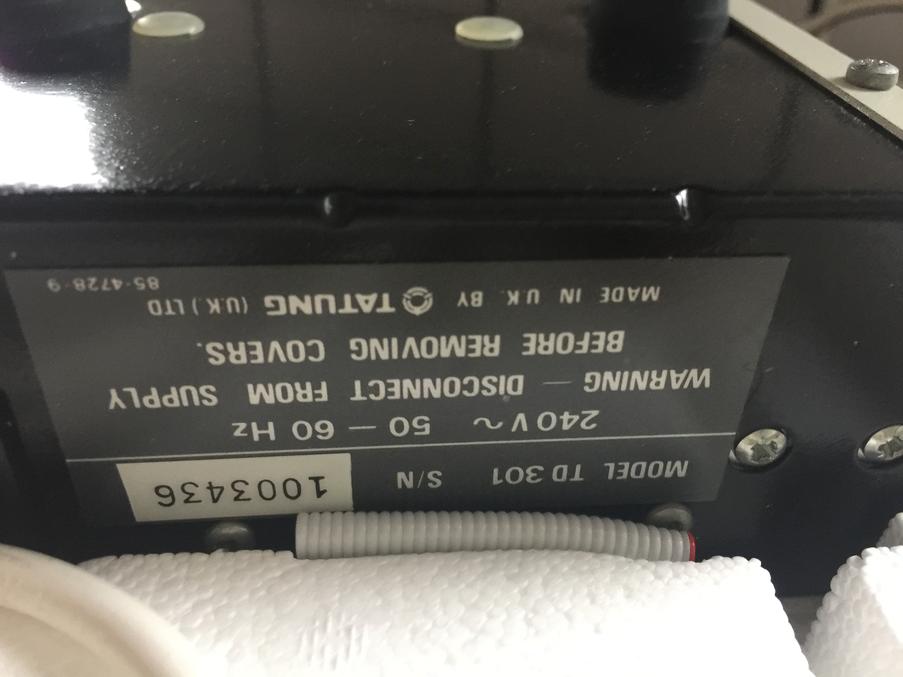 MODEL TD 301 S/N 1003436
240V ~ 50 — 60 Hz
WARNING — DISCONNECT FROM SUPPLY
BEFORE REMOVING COVERS.
MADE IN U.K. BY TATUNG (U.K.) LTD
85-4728-9